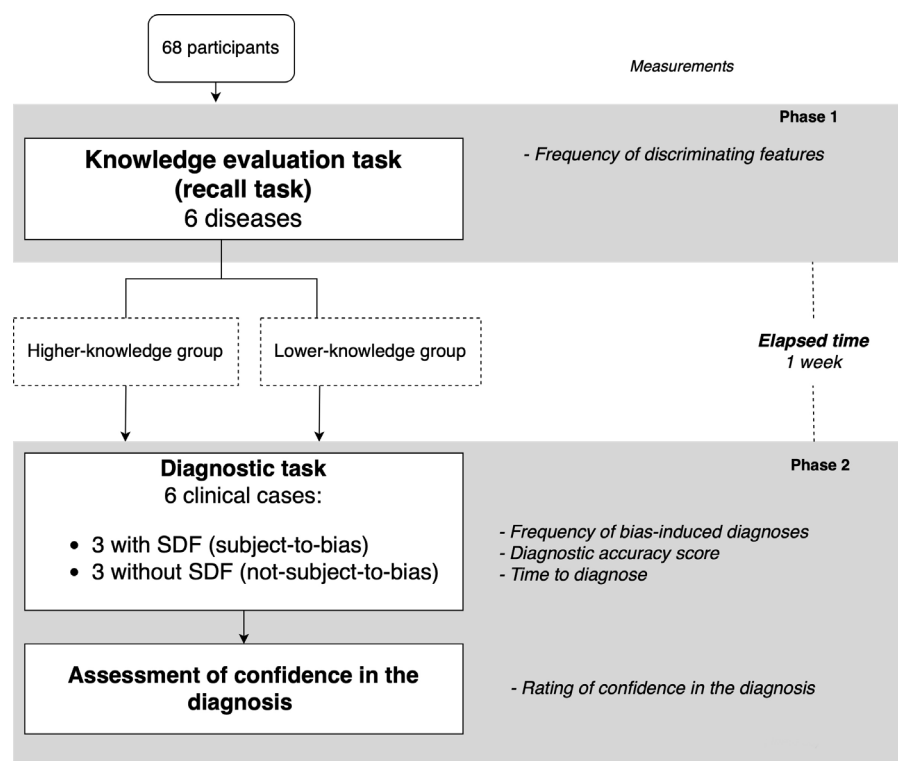 68 participants
Measurements
Phase 1
Knowledge evaluation task
(recall task)
6 diseases
- Frequency of discriminating features
Higher-knowledge group
Lower-knowledge group
Elapsed time
1 week
Phase 2
Diagnostic task
6 clinical cases:
• 3 with SDF (subject-to-bias)
• 3 without SDF (not-subject-to-bias)
- Frequency of bias-induced diagnoses
- Diagnostic accuracy score
- Time to diagnose
Assessment of confidence in the
diagnosis
- Rating of confidence in the diagnosis